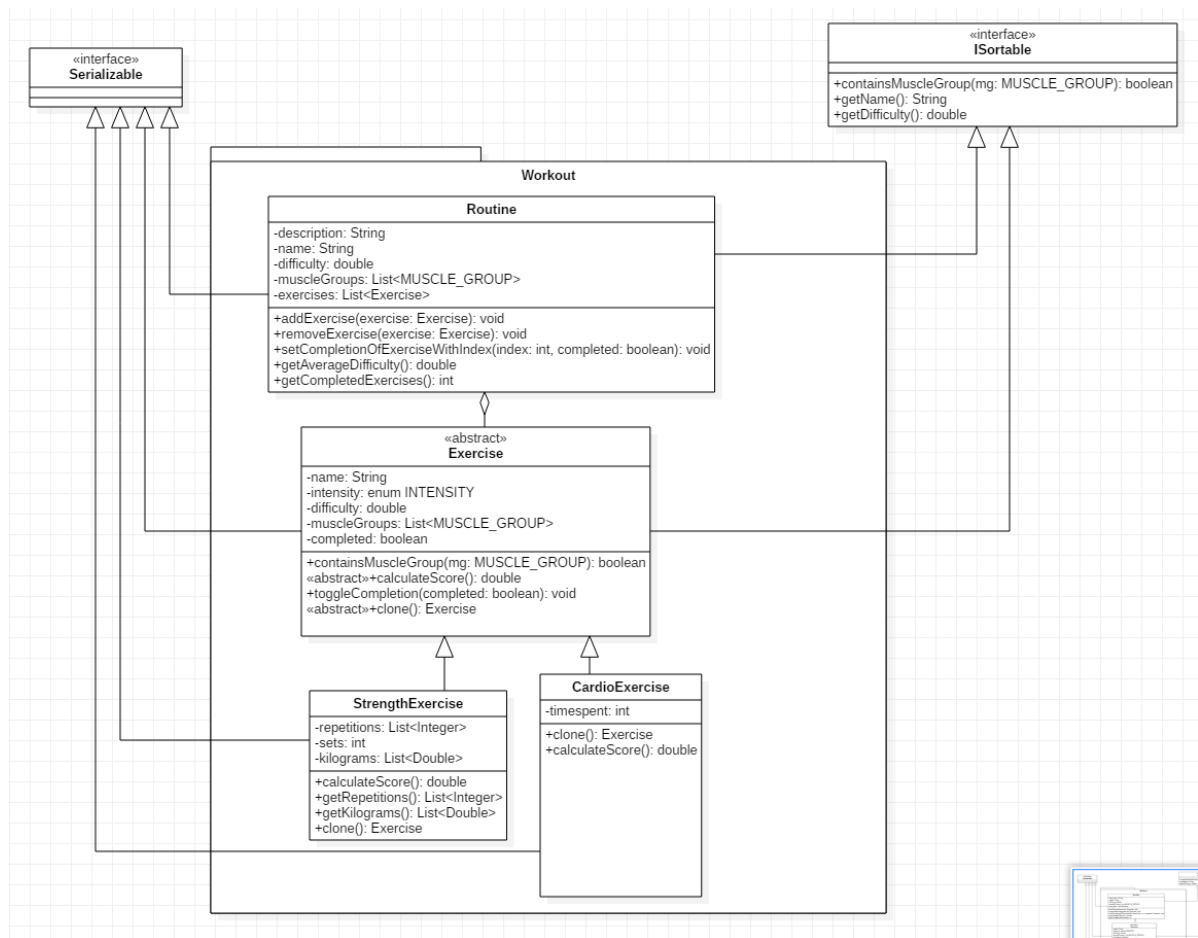 «interface»
Serializable
«interface»
ISortable
+containsMuscleGroup(mg: MUSCLE_GROUP): boolean
+getName(): String
+getDifficulty(): double
Workout
Routine
-description: String
-name: String
-difficulty: double
-muscleGroups: List<MUSCLE_GROUP>
-exercises: List<Exercise>
+addExercise(exercise: Exercise): void
+removeExercise(exercise: Exercise): void
+setCompletionOfExerciseWithIndex(index: int, completed: boolean): void
+getAverageDifficulty(): double
+getCompletedExercises(): int
«abstract»
Exercise
-name: String
-intensity: enum INTENSITY
-difficulty: double
-muscleGroups: List<MUSCLE_GROUP>
-completed: boolean
+containsMuscleGroup(mg: MUSCLE_GROUP): boolean
«abstract»+calculateScore(): double
+toggleCompletion(completed: boolean): void
«abstract»+clone(): Exercise
StrengthExercise
-repetitions: List<Integer>
-sets: int
-kilograms: List<Double>
+calculateScore(): double
+getRepetitions(): List<Integer>
+getKilograms(): List<Double>
+clone(): Exercise
CardioExercise
-timespent: int
+clone(): Exercise
+calculateScore(): double